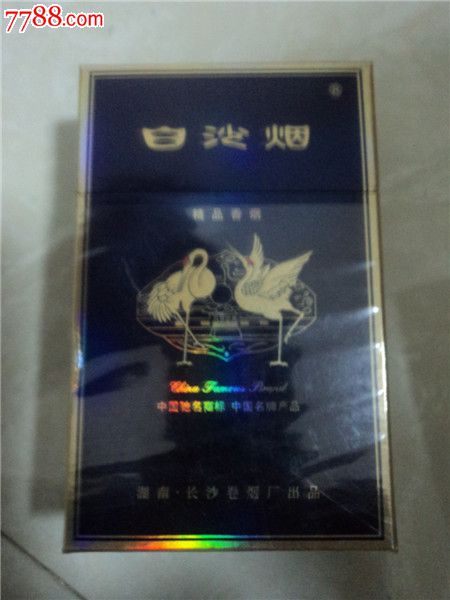 7788.com
白沙烟
精品香烟
China Famous Brand
中国驰名商标 中国名牌产品
湖南·长沙卷烟厂出品